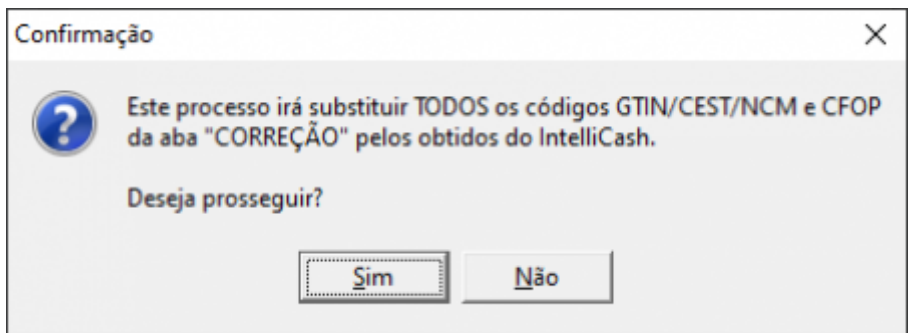 Confirmação
Este processo irá substituir TODOS os códigos GTIN/CEST/NCM e CFOP
da aba "CORREÇÃO" pelos obtidos do IntelliCash.
Deseja prosseguir?
Sim
Não